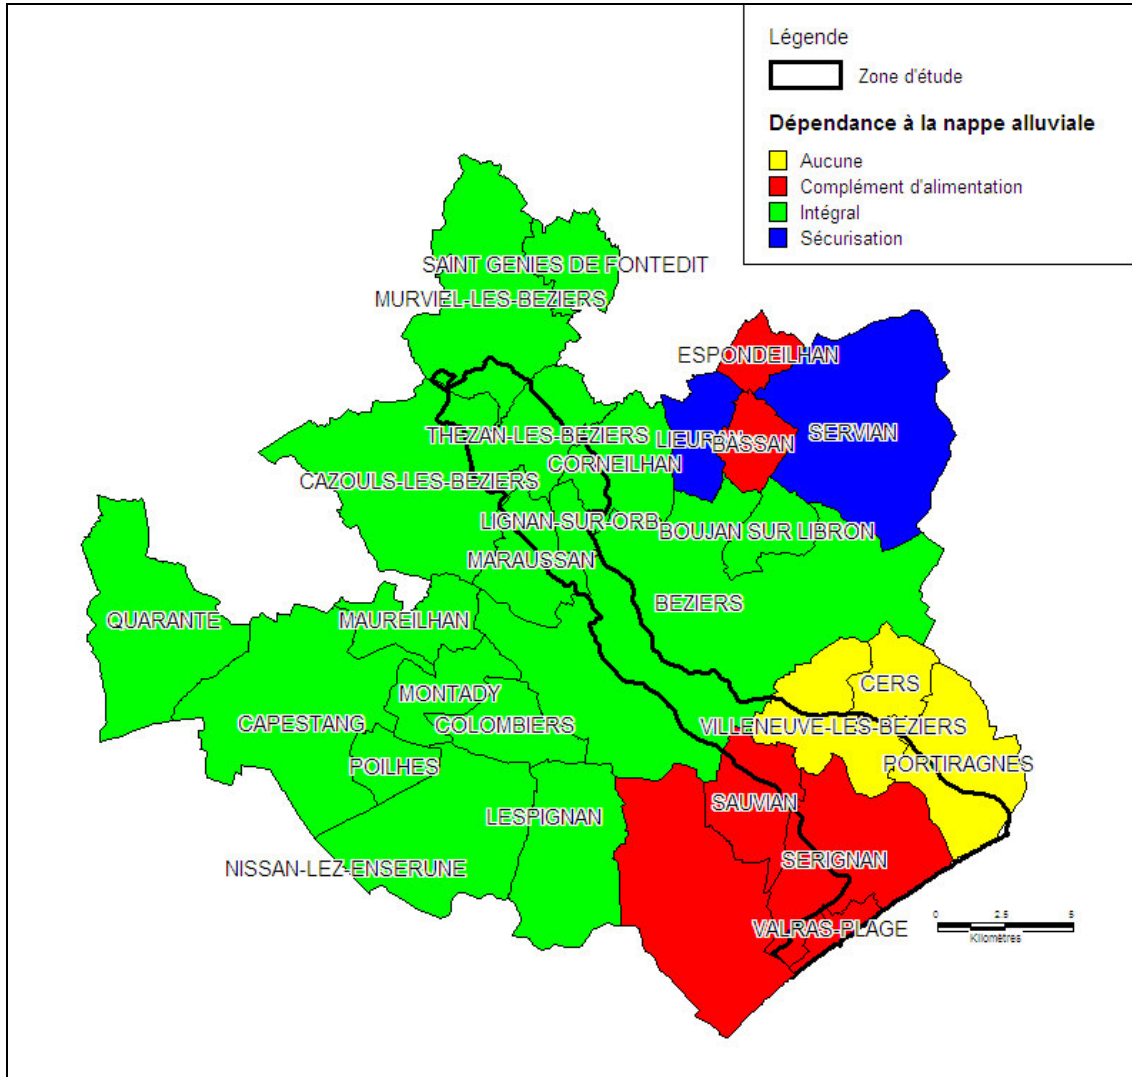 Légende
Zone d'étude
Dépendance à la nappe alluviale
Aucune
Complément d'alimentation
Intégral
Sécurisation
SAINT GENIES DE FONTEDIT
MURVIEL-LES-BEZIERS
ESPONDEILHAN
THEZAN-LES-BEZIERS
BASSAN
SERVIAN
CORNEILHAN
CAZOULS-LES-BEZIERS
LIGNAN-SUR-ORB
BOUJAN SUR LIBRON
MARAUSSAN
BEZIERS
QUARANTE
MAUREILHAN
CERS
MONTADY
CAPESTANG
COLOMBIERS
VILLENEUVE-LES-BEZIERS
POILHES
PORTIRAGNES
SAUVIAN
LESPIGNAN
SERIGNAN
NISSAN-LEZ-ENSERUNE
VALRAS-PLAGE
0 2.5 5
Kilomètres